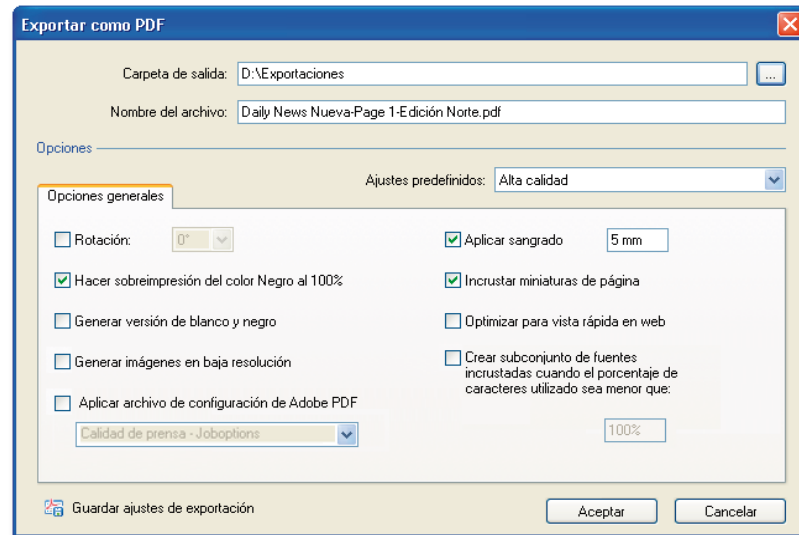 Exportar como PDF
Carpeta de salida: D:\Exportaciones ...
Nombre del archivo: Daily News Nueva-Page 1-Edición Norte.pdf
Opciones
Ajustes predefinidos: Alta calidad
Opciones generales
Rotación: 0°
Aplicar sangrado 5 mm
Hacer sobreimpresión del color Negro al 100%
Incrustar miniaturas de página
Generar versión de blanco y negro
Optimizar para vista rápida en web
Generar imágenes en baja resolución
Crear subconjunto de fuentes
incrustadas cuando el porcentaje de
caracteres utilizado sea menor que:
Aplicar archivo de configuración de Adobe PDF
Calidad de prensa - Joboptions
100%
Guardar ajustes de exportación
Aceptar
Cancelar